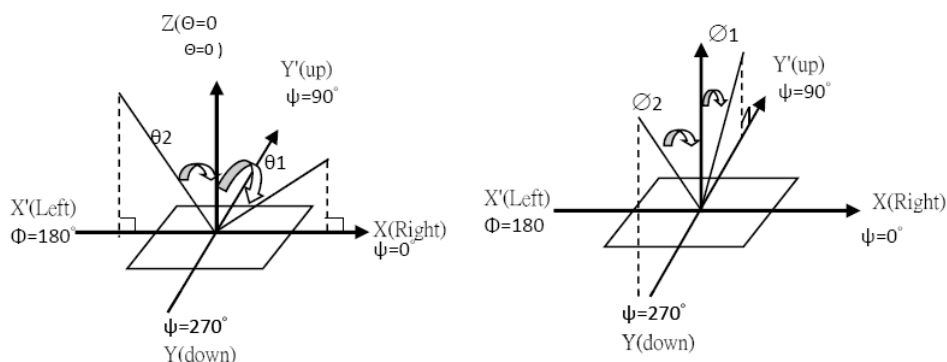 Z(Θ=0
Θ=0 )
Y'(up)
ψ=90°
θ2
θ1
X'(Left)
Φ=180°
X(Right)
ψ=0°
ψ=270°
Y(down)
∅1
Y'(up)
ψ=90°
∅2
X'(Left)
Φ=180
X(Right)
ψ=0°
ψ=270°
Y(down)